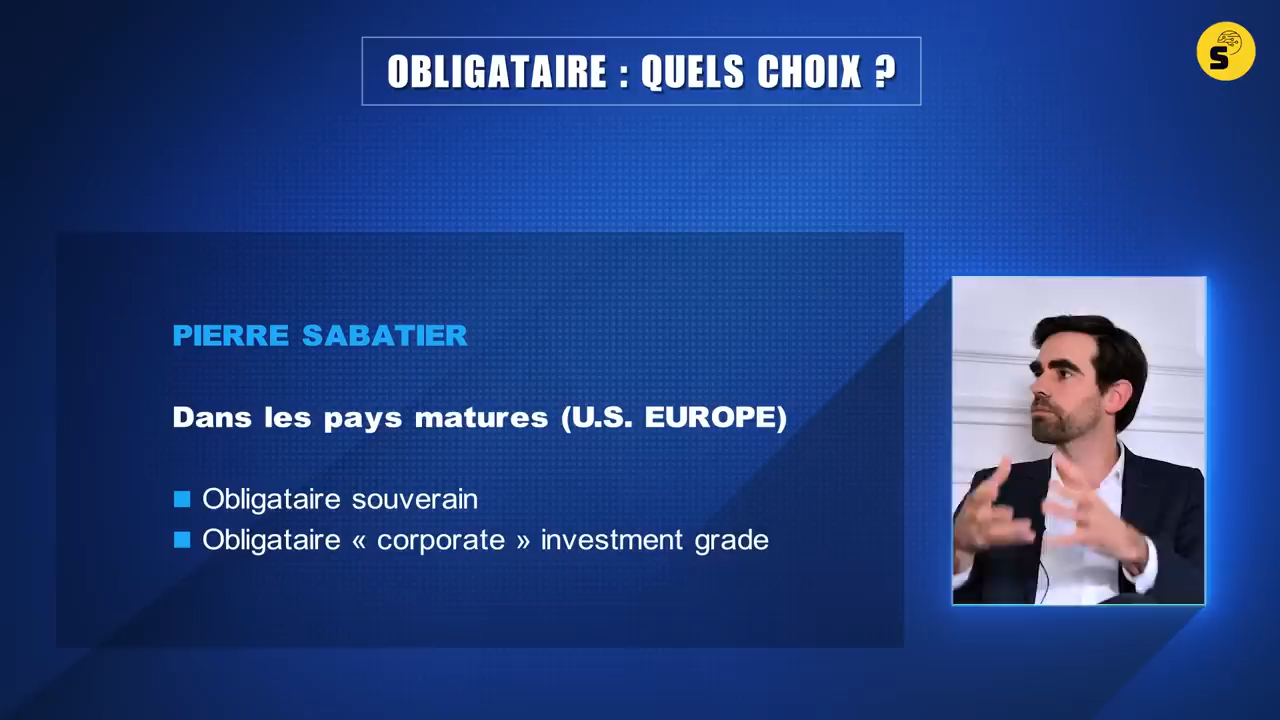 OBLIGATAIRE : QUELS CHOIX ?
S
PIERRE SABATIER
Dans les pays matures (U.S. EUROPE)
Obligataire souverain
Obligataire « corporate » investment grade